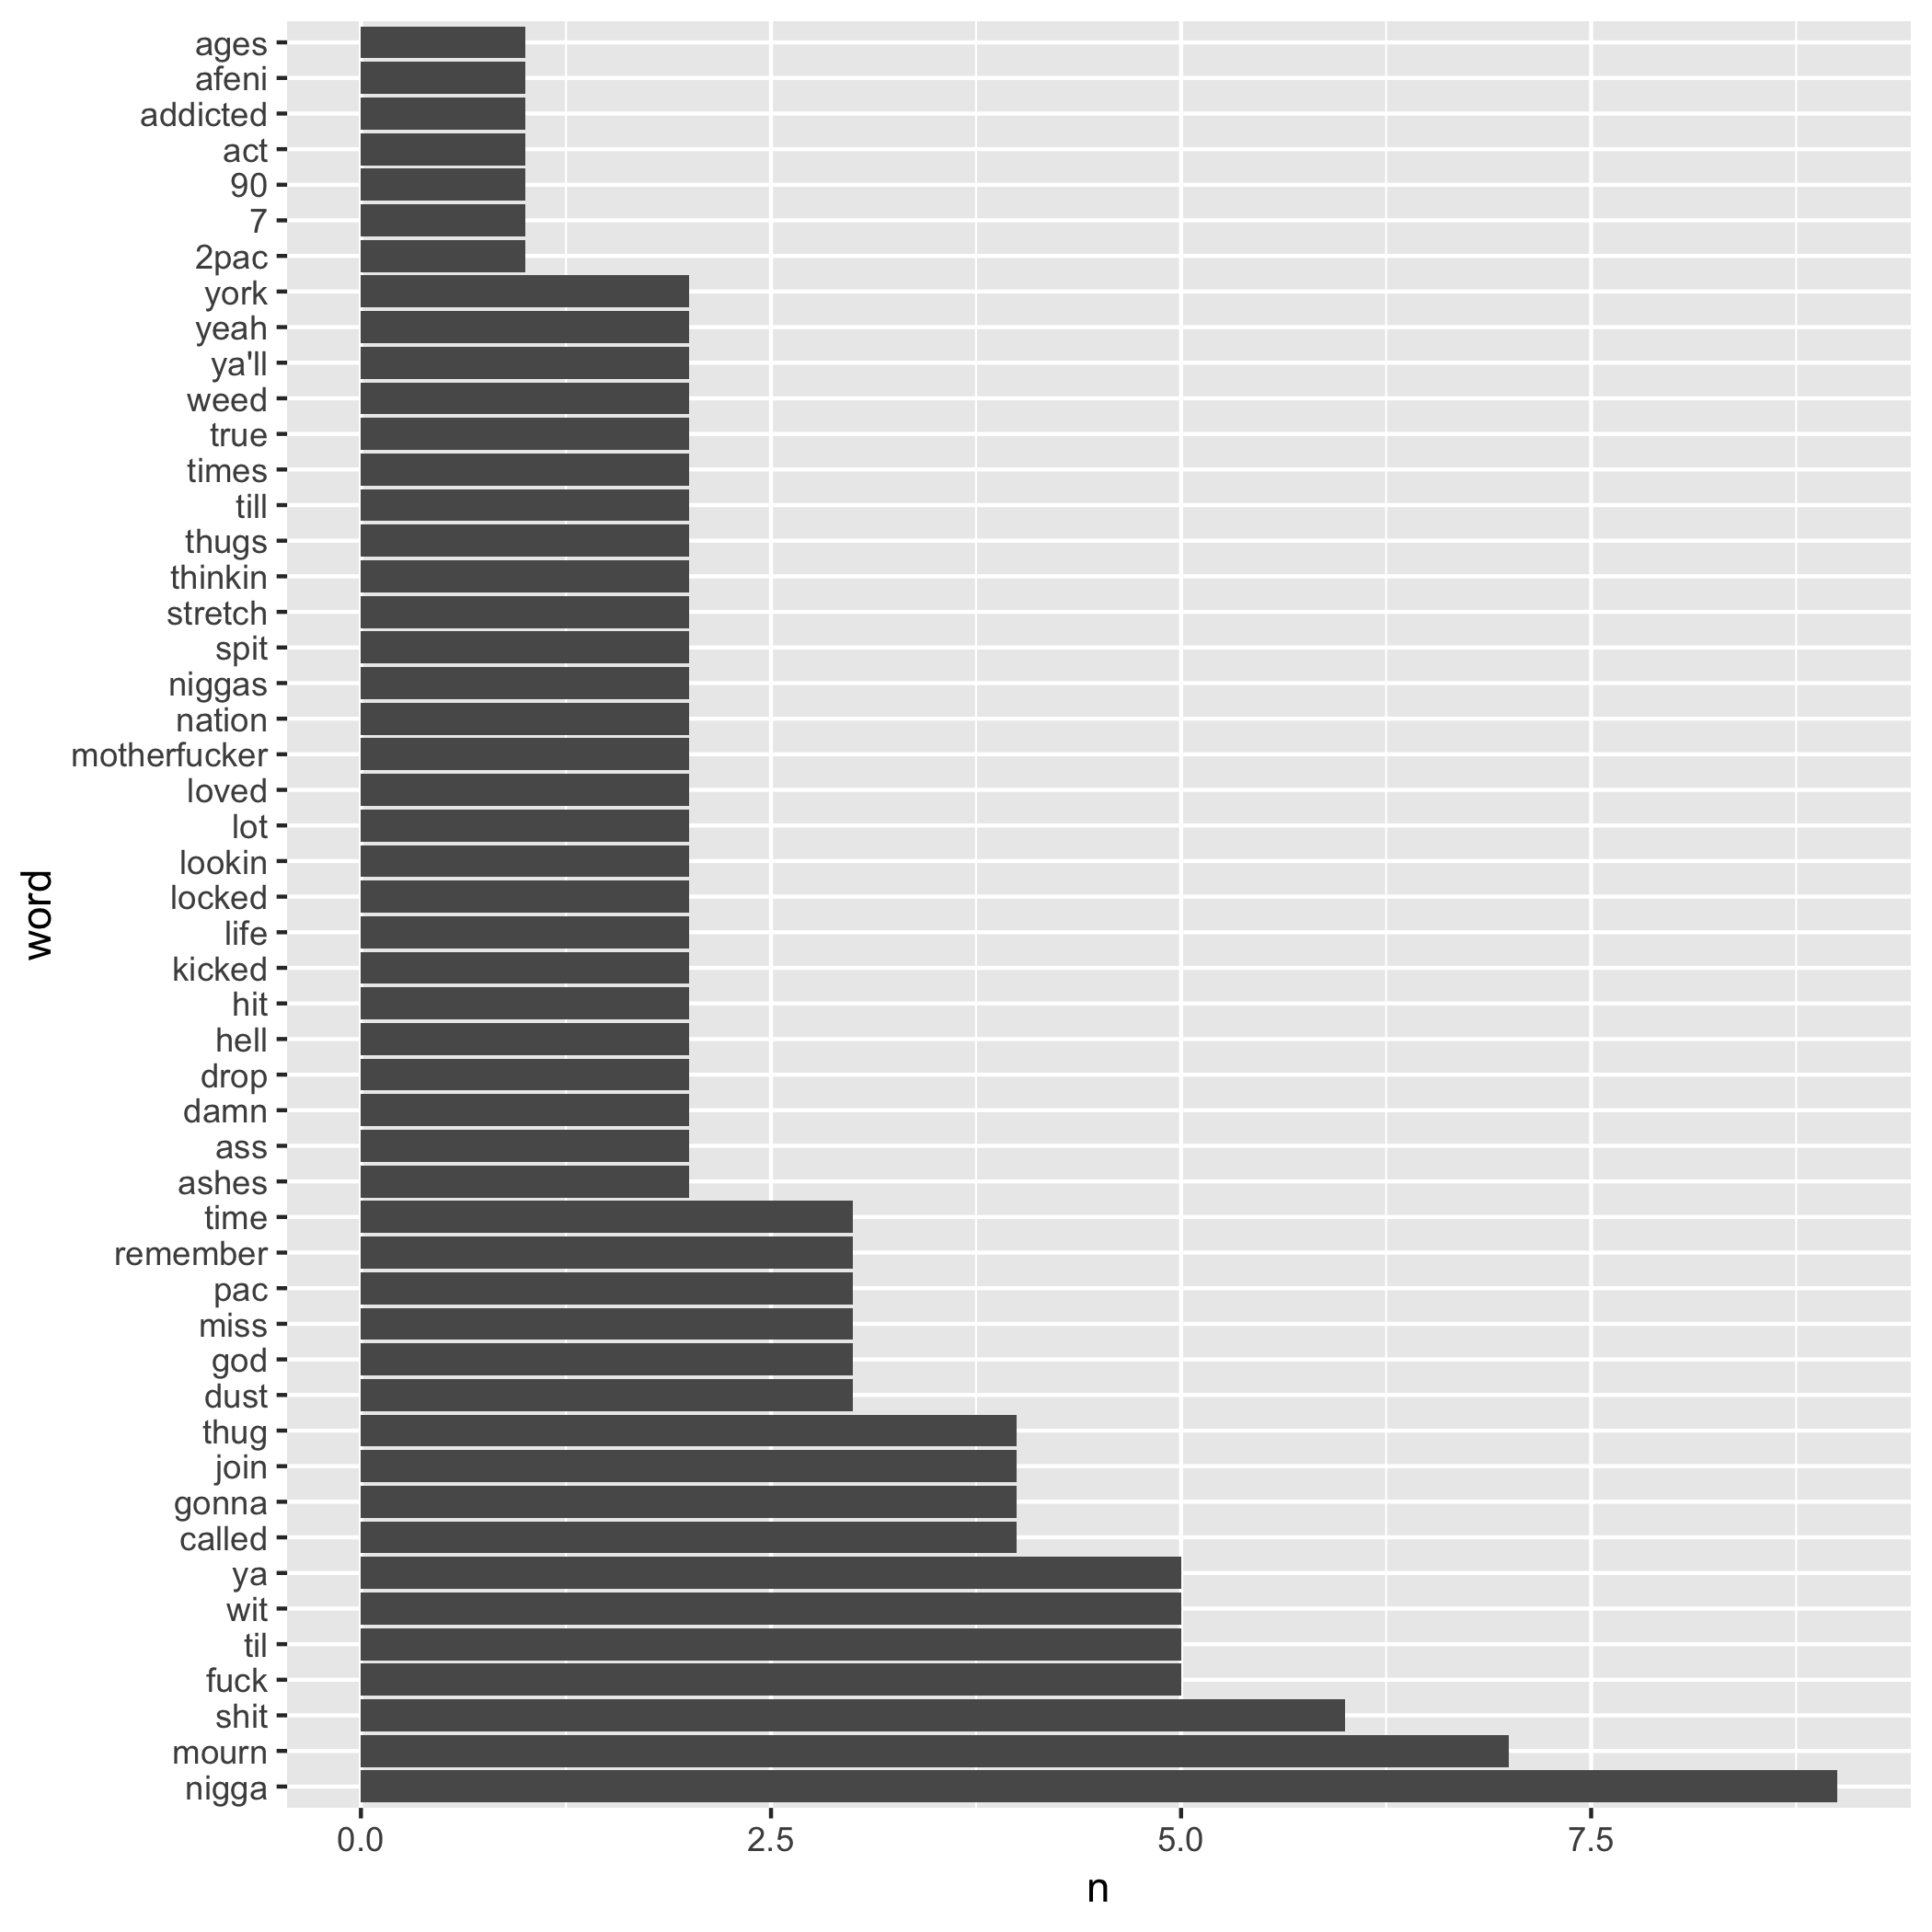 ages
afeni
addicted
act
90
7
2pac
york
yeah
ya'll
weed
true
times
till
thugs
thinkin
stretch
spit
niggas
nation
motherfucker
loved
lot
lookin
locked
life
kicked
hit
hell
drop
damn
ass
ashes
time
remember
pac
miss
god
dust
thug
join
gonna
called
ya
wit
til
fuck
shit
mourn
nigga
word
0.0 2.5 5.0 7.5
n